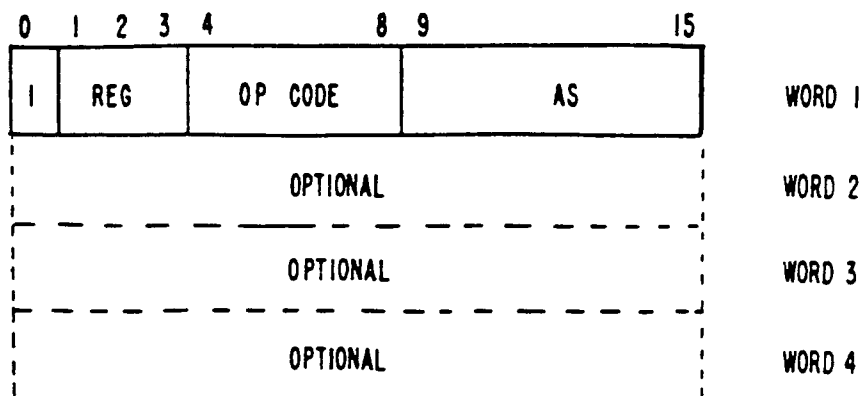 0 1 2 3 4 8 9 15
1 REG OP CODE AS WORD 1
OPTIONAL WORD 2
OPTIONAL WORD 3
OPTIONAL WORD 4